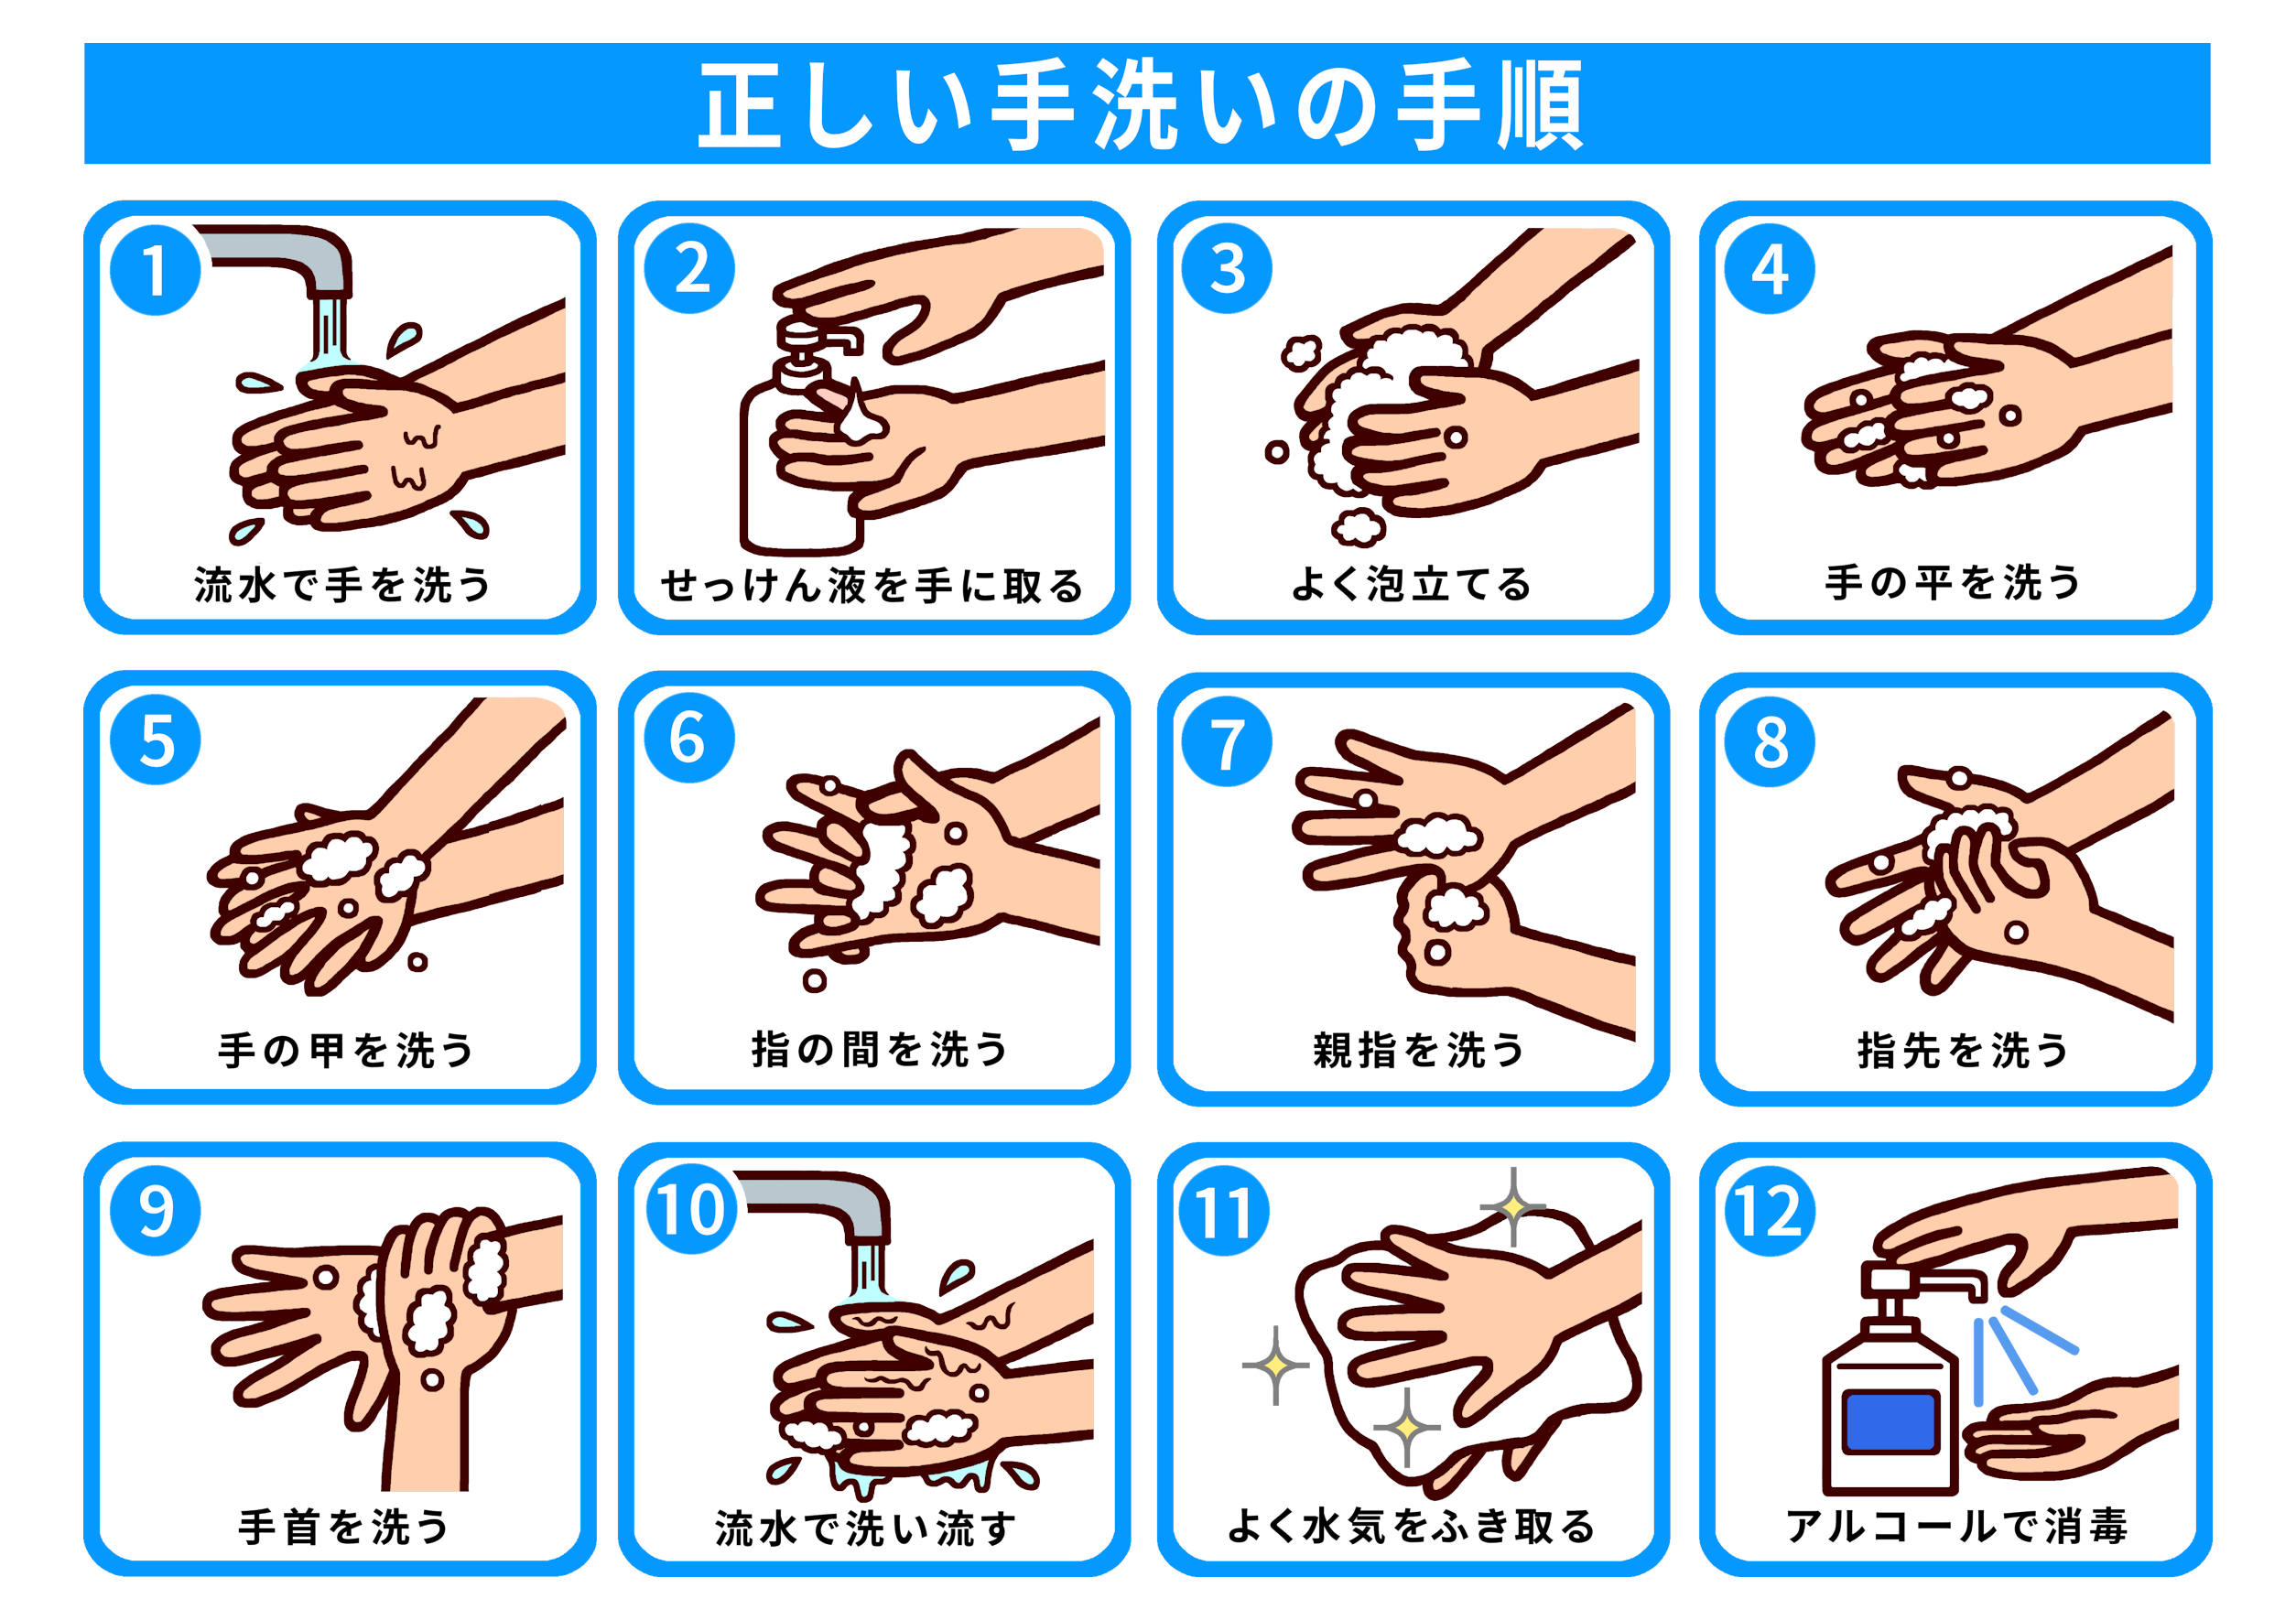 正しい手洗いの手順
1
流水で手を洗う
2
せっけん液を手に取る
3
よく泡立てる
4
手の平を洗う
5
手の甲を洗う
6
指の間を洗う
7
親指を洗う
8
指先を洗う
9
手首を洗う
10
流水で洗い流す
11
よく水気をふき取る
12
アルコールで消毒